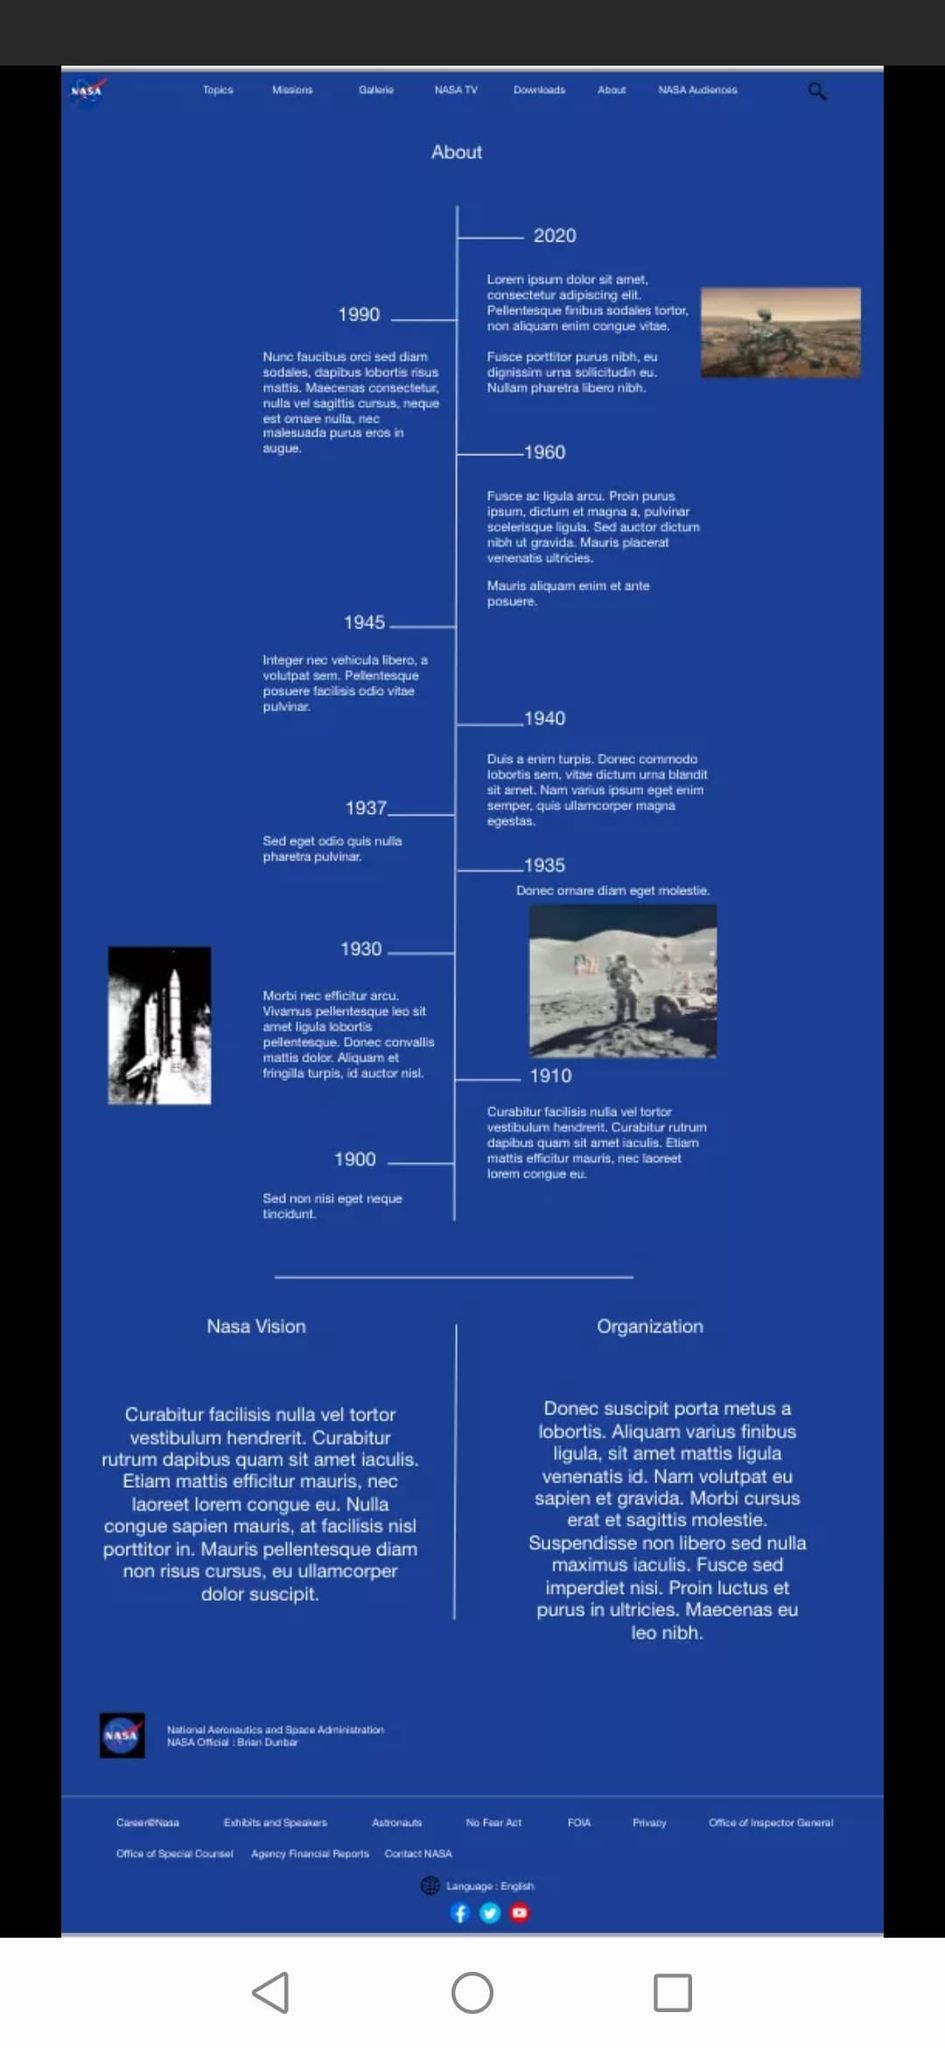 NASA
Topics Missions Gallerie NASA TV Downloads About NASA Audiences
About
2020
Lorem ipsum dolor sit amet,
consectetur adipiscing elit.
Pellentesque finibus sodales tortor,
non aliquam enim congue vitae.
Fusce porttitor purus nibh, eu
dignissim urna sollicitudin eu.
Nullam pharetra libero nibh.
1990
Nunc faucibus orci sed diam
sodales, dapibus lobortis risus
mattis. Maecenas consectetur,
nulla vel sagittis cursus, neque
est ornare nulla, nec
malesuada purus eros in
augue.
1960
Fusce ac ligula arcu. Proin purus
ipsum, dictum et magna a, pulvinar
scelerisque ligula. Sed auctor dictum
nibh ut gravida. Mauris placerat
venenatis ultricies.
Mauris aliquam enim et ante
posuere.
1945
Integer nec vehicula libero, a
volutpat sem. Pellentesque
posuere facilisis odio vitae
pulvinar.
1940
Duis a enim turpis. Donec commodo
lobortis sem, vitae dictum urna blandit
sit amet. Nam varius ipsum eget enim
semper, quis ullamcorper magna
egestas.
1937
Sed eget odio quis nulla
pharetra pulvinar.
1935
Donec ornare diam eget molestie.
1930
Morbi nec efficitur arcu.
Vivamus pellentesque leo sit
amet ligula lobortis
pellentesque. Donec convallis
mattis dolor. Aliquam et
fringilla turpis, id auctor nisl.
1910
Curabitur facilisis nulla vel tortor
vestibulum hendrerit. Curabitur rutrum
dapibus quam sit amet iaculis. Etiam
mattis efficitur mauris, nec laoreet
lorem congue eu.
1900
Sed non nisi eget neque
tincidunt.
Nasa Vision
Curabitur facilisis nulla vel tortor
vestibulum hendrerit. Curabitur
rutrum dapibus quam sit amet iaculis.
Etiam mattis efficitur mauris, nec
laoreet lorem congue eu. Nulla
congue sapien mauris, at facilisis nisl
porttitor in. Mauris pellentesque diam
non risus cursus, eu ullamcorper
dolor suscipit.
Organization
Donec suscipit porta metus a
lobortis. Aliquam varius finibus
ligula, sit amet mattis ligula
venenatis id. Nam volutpat eu
sapien et gravida. Morbi cursus
erat et sagittis molestie.
Suspendisse non libero sed nulla
maximus iaculis. Fusce sed
imperdiet nisi. Proin luctus et
purus in ultricies. Maecenas eu
leo nibh.
NASA
National Aeronautics and Space Administration
NASA Official : Brian Dunbar
Career@Nasa Exhibits and Speakers Astronauts No Fear Act FOIA Privacy Office of Inspector General
Office of Special Counsel Agency Financial Reports Contact NASA
Language : English